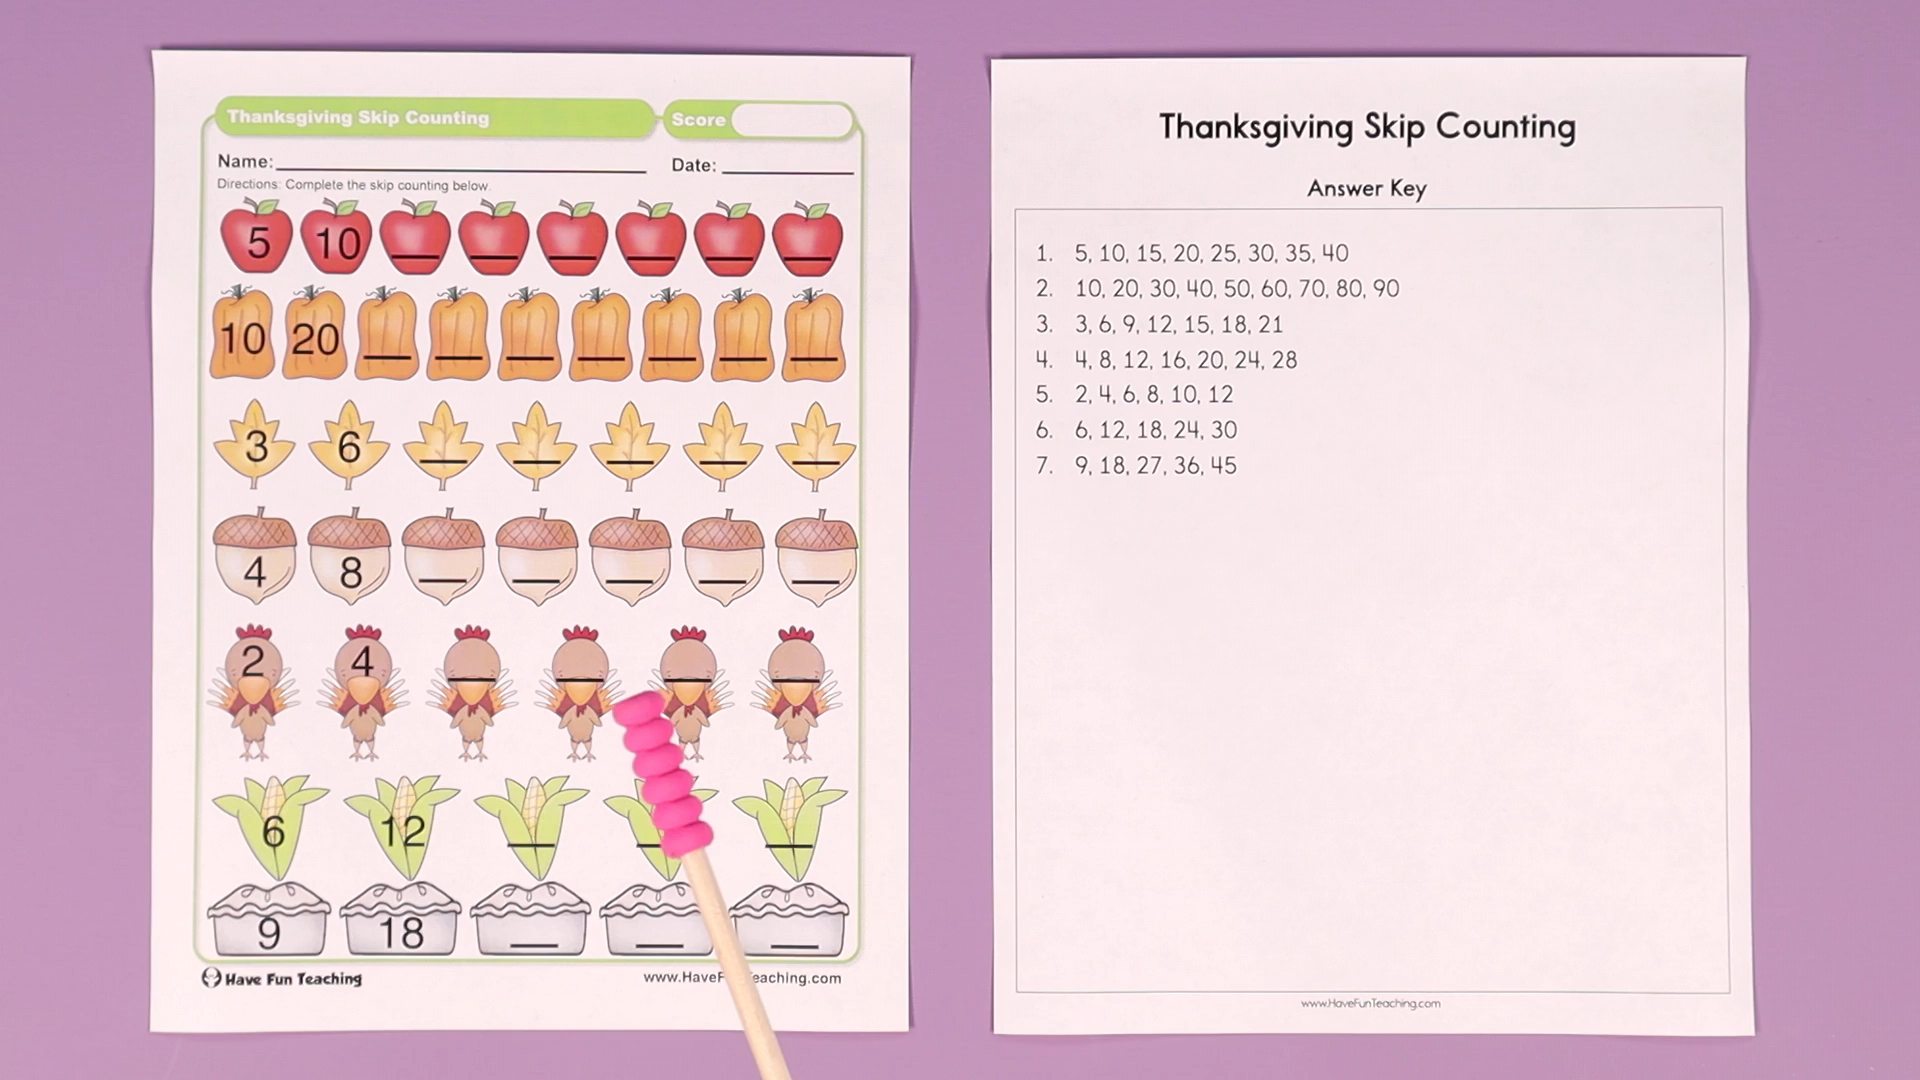 Thanksgiving Skip Counting
Score
Name:
Date:
Directions: Complete the skip counting below.
5 10
10 20
3 6
4 8
2 4
6 12
9 18
Have Fun Teaching
Thanksgiving Skip Counting
Answer Key
1. 5, 10, 15, 20, 25, 30, 35, 40
2. 10, 20, 30, 40, 50, 60, 70, 80, 90
3. 3, 6, 9, 12, 15, 18, 21
4. 4, 8, 12, 16, 20, 24, 28
5. 2, 4, 6, 8, 10, 12
6. 6, 12, 18, 24, 30
7. 9, 18, 27, 36, 45
www.HaveFunTeaching.com